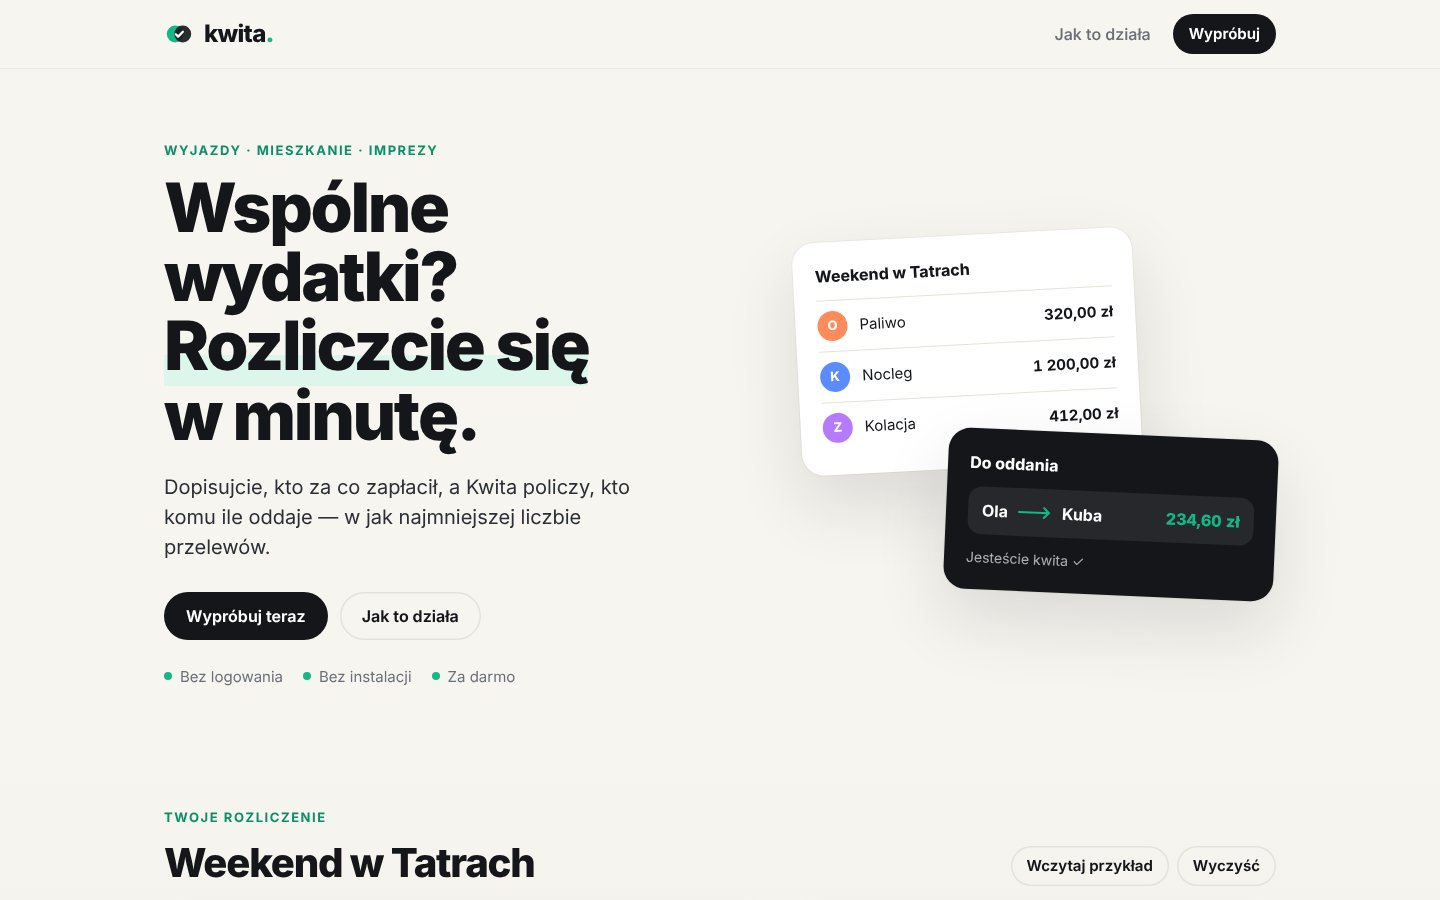 kwita.
Jak to działa
Wypróbuj
WYJAZDY · MIESZKANIE · IMPREZY
Wspólne
wydatki?
Rozliczcie się
w minutę.
Dopisujcie, kto za co zapłacił, a Kwita policzy, kto
komu ile oddaje — w jak najmniejszej liczbie
przelewów.
Wypróbuj teraz
Jak to działa
Bez logowania
Bez instalacji
Za darmo
Weekend w Tatrach
O Paliwo 320,00 zł
K Nocleg 1 200,00 zł
Z Kolacja 412,00 zł
Do oddania
Ola → Kuba 234,60 zł
Jesteście kwita ✓
TWOJE ROZLICZENIE
Weekend w Tatrach
Wczytaj przykład
Wyczyść